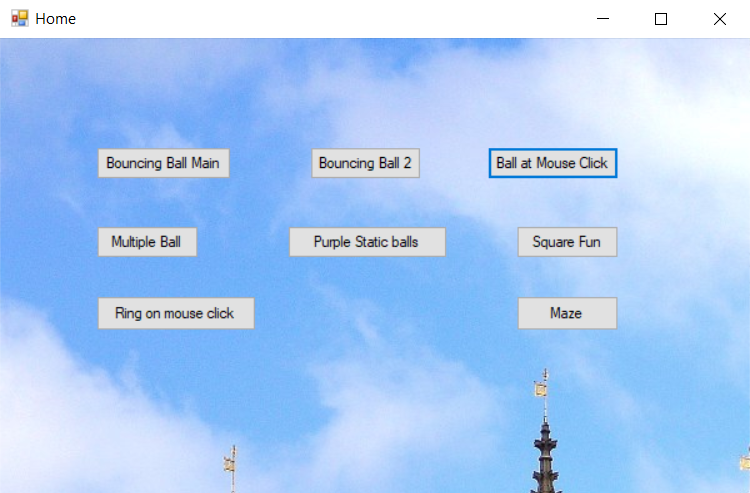 Home
Bouncing Ball Main
Bouncing Ball 2
Ball at Mouse Click
Multiple Ball
Purple Static balls
Square Fun
Ring on mouse click
Maze